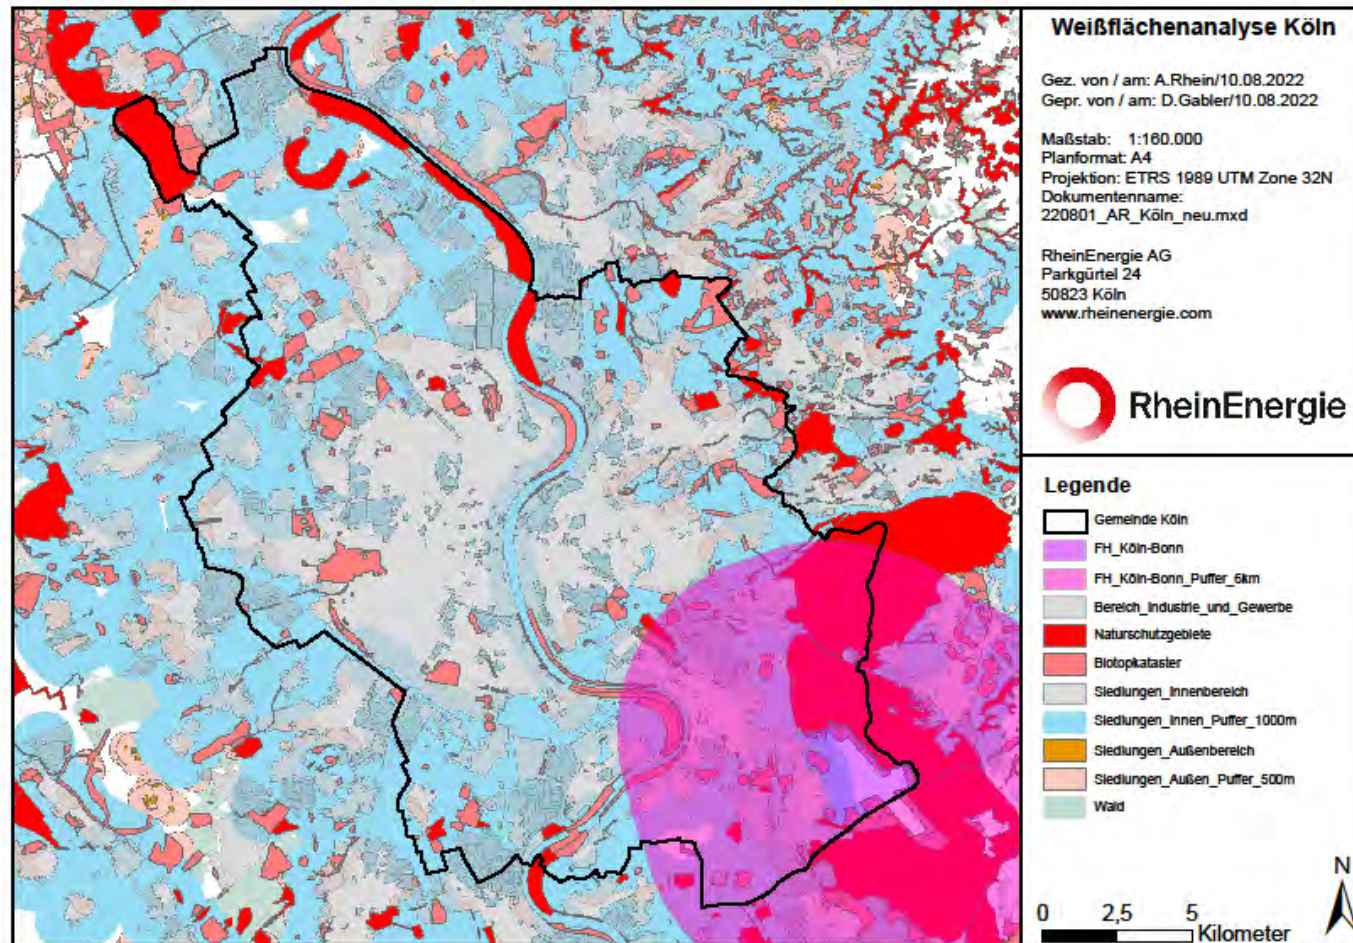 Weißflächenanalyse Köln
Gez. von / am: A.Rhein/10.08.2022
Gepr. von / am: D.Gabler/10.08.2022
Maßstab: 1:160.000
Planformat: A4
Projektion: ETRS 1989 UTM Zone 32N
Dokumentenname:
220801_AR_Köln_neu.mxd
RheinEnergie AG
Parkgürtel 24
50823 Köln
www.rheinenergie.com
RheinEnergie
Legende
Gemeinde Köln
FH_Köln-Bonn
FH_Köln-Bonn_Puffer_6km
Bereich_Industrie_und_Gewerbe
Naturschutzgebiete
Biotopkataster
Siedlungen_Innenbereich
Siedlungen_Innen_Puffer_1000m
Siedlungen_Außenbereich
Siedlungen_Außen_Puffer_500m
Wald
N
0 2,5 5
Kilometer